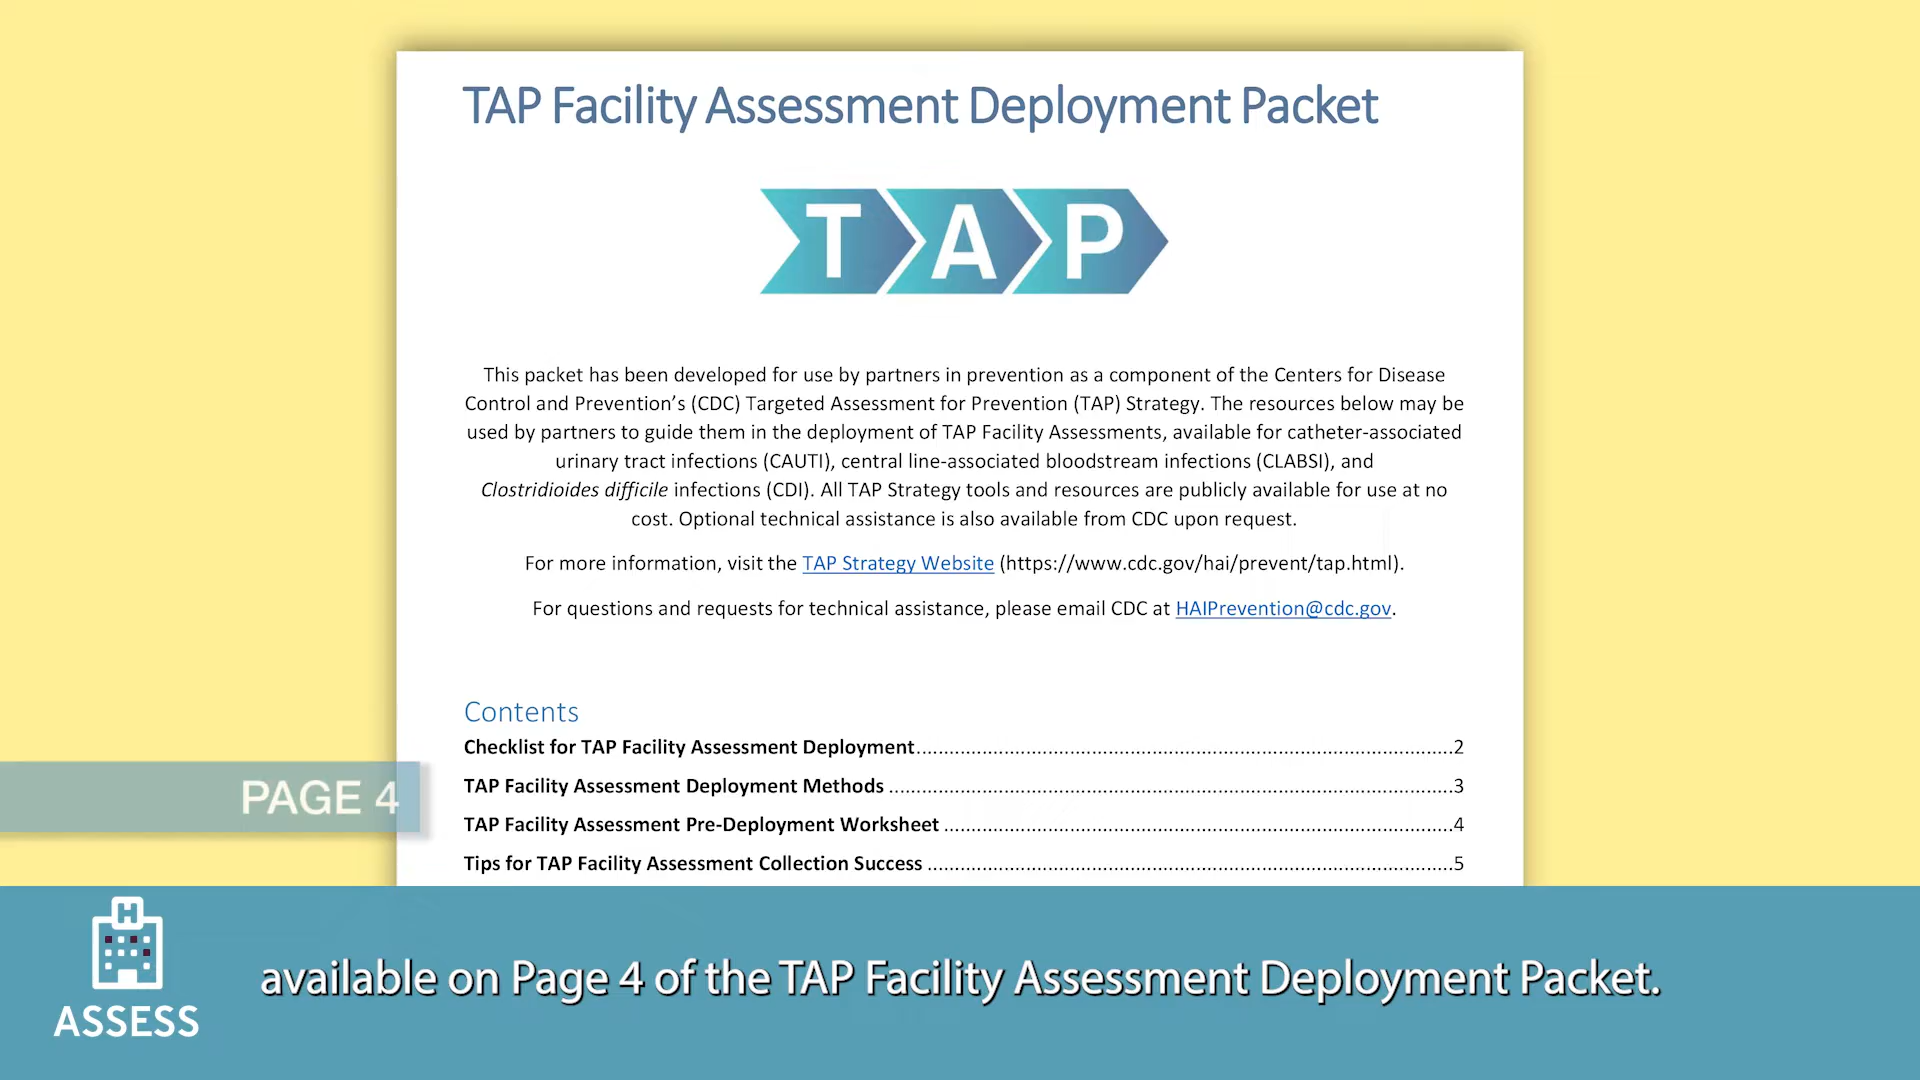 TAP Facility Assessment Deployment Packet
T A P
This packet has been developed for use by partners in prevention as a component of the Centers for Disease
Control and Prevention’s (CDC) Targeted Assessment for Prevention (TAP) Strategy. The resources below may be
used by partners to guide them in the deployment of TAP Facility Assessments, available for catheter-associated
urinary tract infections (CAUTI), central line-associated bloodstream infections (CLABSI), and
Clostridioides difficile infections (CDI). All TAP Strategy tools and resources are publicly available for use at no
cost. Optional technical assistance is also available from CDC upon request.
For more information, visit the TAP Strategy Website (https://www.cdc.gov/hai/prevent/tap.html).
For questions and requests for technical assistance, please email CDC at HAIPrevention@cdc.gov.
Contents
Checklist for TAP Facility Assessment Deployment....................2
TAP Facility Assessment Deployment Methods ....................3
PAGE 4
TAP Facility Assessment Pre-Deployment Worksheet ....................4
Tips for TAP Facility Assessment Collection Success ....................5
H
available on Page 4 of the TAP Facility Assessment Deployment Packet.
ASSESS